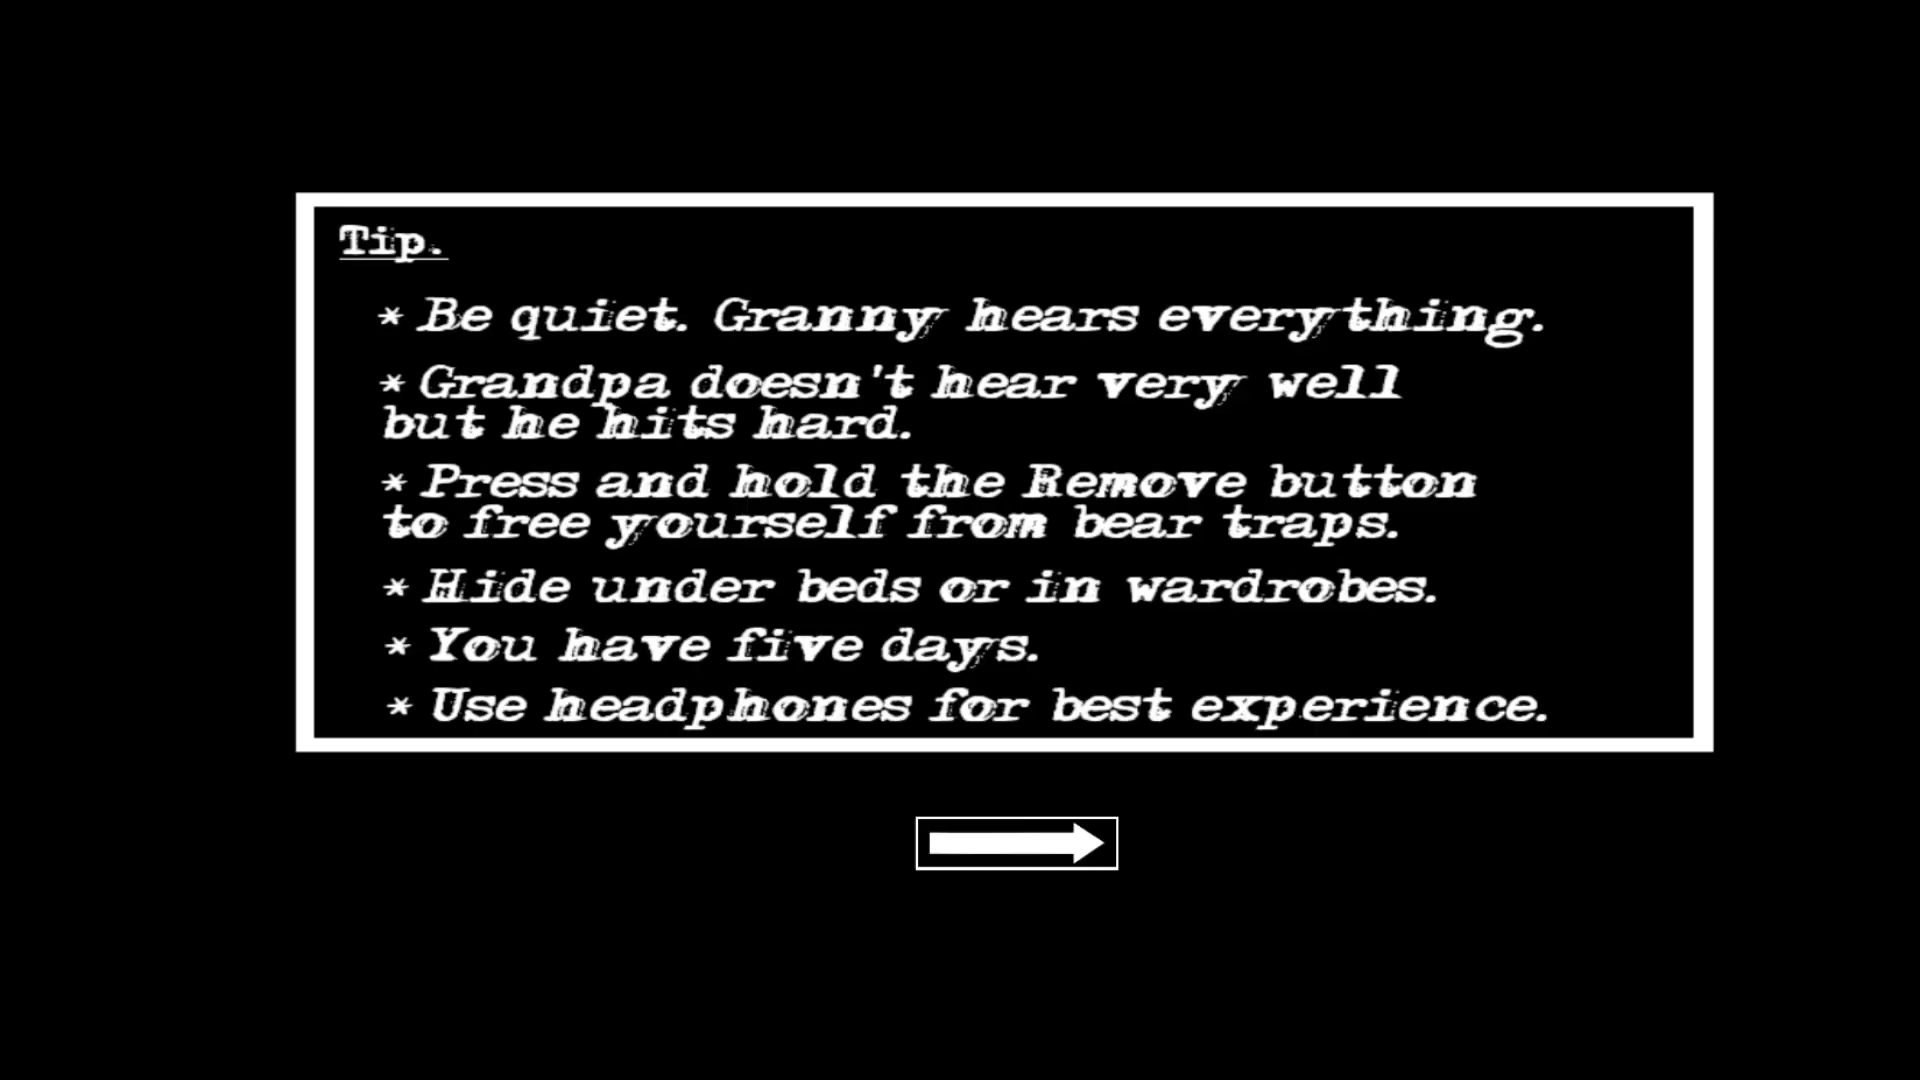 Tip.
* Be quiet. Granny hears everything.
* Grandpa doesn't hear very well
but he hits hard.
* Press and hold the Remove button
to free yourself from bear traps.
* Hide under beds or in wardrobes.
* You have five days.
* Use headphones for best experience.